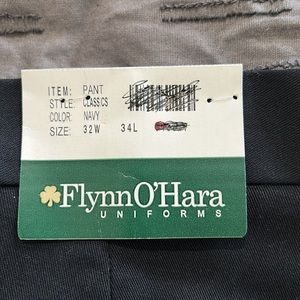 ITEM: PANT
STYLE: CLASSICS
COLOR: NAVY
SIZE: 32W 34L
FlynnO'Hara
UNIFORMS